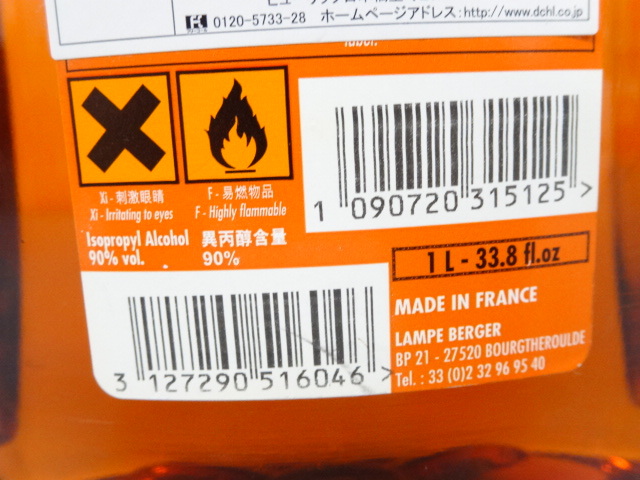 0120-5733-28 ホームページアドレス:http://www.dchl.co.jp
label.
Xi - 刺激眼睛
Xi - Irritating to eyes
F - 易燃物品
F - Highly flammable
Isopropyl Alcohol
90% vol.
異丙醇含量
90%
1 090720 315125 >
1 L - 33.8 fl.oz
MADE IN FRANCE
LAMPE BERGER
BP 21 - 27520 BOURGTHEROULDE
Tel. : 33 (0)2 32 96 95 40
3 127290 516046 >